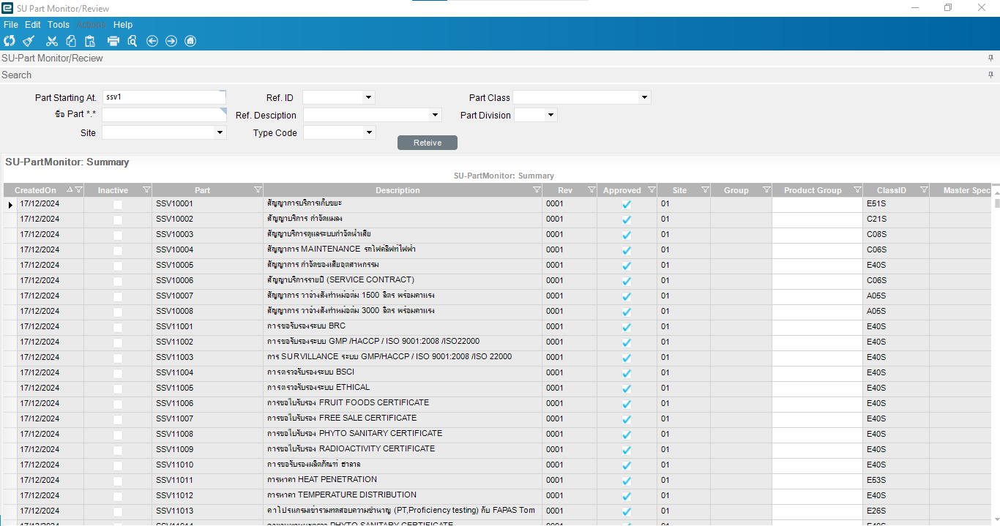 SU Part Monitor/Review
File Edit Tools Actions Help
SU-Part Monitor/Recview
Search
Part Starting At. ssv1 Ref. ID Part Class
ชื่อ Part *.* Ref. Desciption Part Division
Site Type Code
Reteive
SU-PartMonitor: Summary
SU-PartMonitor: Summary
CreatedOn Inactive Part Description Rev Approved Site Group Product Group ClassID Master Spec
17/12/2024 SSV10001 สัญญาการบริการเก็บขยะ 0001 01 E51S
17/12/2024 SSV10002 สัญญาบริการ กำจัดแมลง 0001 01 C21S
17/12/2024 SSV10003 สัญญาบริการดูแลระบบกำจัดน้ำเสีย 0001 01 C08S
17/12/2024 SSV10004 สัญญาการ MAINTENANCE รถโฟค์ลิฟท์ไฟฟ้า 0001 01 C06S
17/12/2024 SSV10005 สัญญาการ กำจัดของเสียอุตสาหกรรม 0001 01 E40S
17/12/2024 SSV10006 สัญญาบริการรายปี (SERVICE CONTRACT) 0001 01 C06S
17/12/2024 SSV10007 สัญญาการ ว่าจ้างสั่งทำหม้อต้ม 1500 ลิตร พร้อมค่าแรง 0001 01 A05S
17/12/2024 SSV10008 สัญญาการ ว่าจ้างสั่งทำหม้อต้ม 3000 ลิตร พร้อมค่าแรง 0001 01 A05S
17/12/2024 SSV11001 การขอรับรองระบบ BRC 0001 01 E40S
17/12/2024 SSV11002 การขอรับรองระบบ GMP /HACCP / ISO 9001:2008 /ISO22000 0001 01 E40S
17/12/2024 SSV11003 การ SURVILLANCE ระบบ GMP/HACCP / ISO 9001:2008 /ISO 22000 0001 01 E40S
17/12/2024 SSV11004 การตรวจรับรองระบบ BSCI 0001 01 E40S
17/12/2024 SSV11005 การตรวจรับรองระบบ ETHICAL 0001 01 E40S
17/12/2024 SSV11006 การขอใบรับรอง FRUIT FOODS CERTIFICATE 0001 01 E40S
17/12/2024 SSV11007 การขอใบรับรอง FREE SALE CERTIFICATE 0001 01 E40S
17/12/2024 SSV11008 การขอใบรับรอง PHYTO SANITARY CERTIFICATE 0001 01 E40S
17/12/2024 SSV11009 การขอใบรับรอง RADIOACTIVITY CERTIFICATE 0001 01 E40S
17/12/2024 SSV11010 การขอรับรองผลิตภัณฑ์ ฮาลาล 0001 01 E40S
17/12/2024 SSV11011 การหาค่า HEAT PENETRATION 0001 01 E53S
17/12/2024 SSV11012 การหาค่า TEMPERATURE DISTRIBUTION 0001 01 E40S
17/12/2024 SSV11013 ค่าโปรแกรมเข้าร่วมทดสอบความชำนาญ (PT,Proficiency testing) กับ FAPAS Tom 0001 01 E26S
17/12/2024 SSV11014 PHYTO SANITARY CERTIFICATE 0001 01 E40S